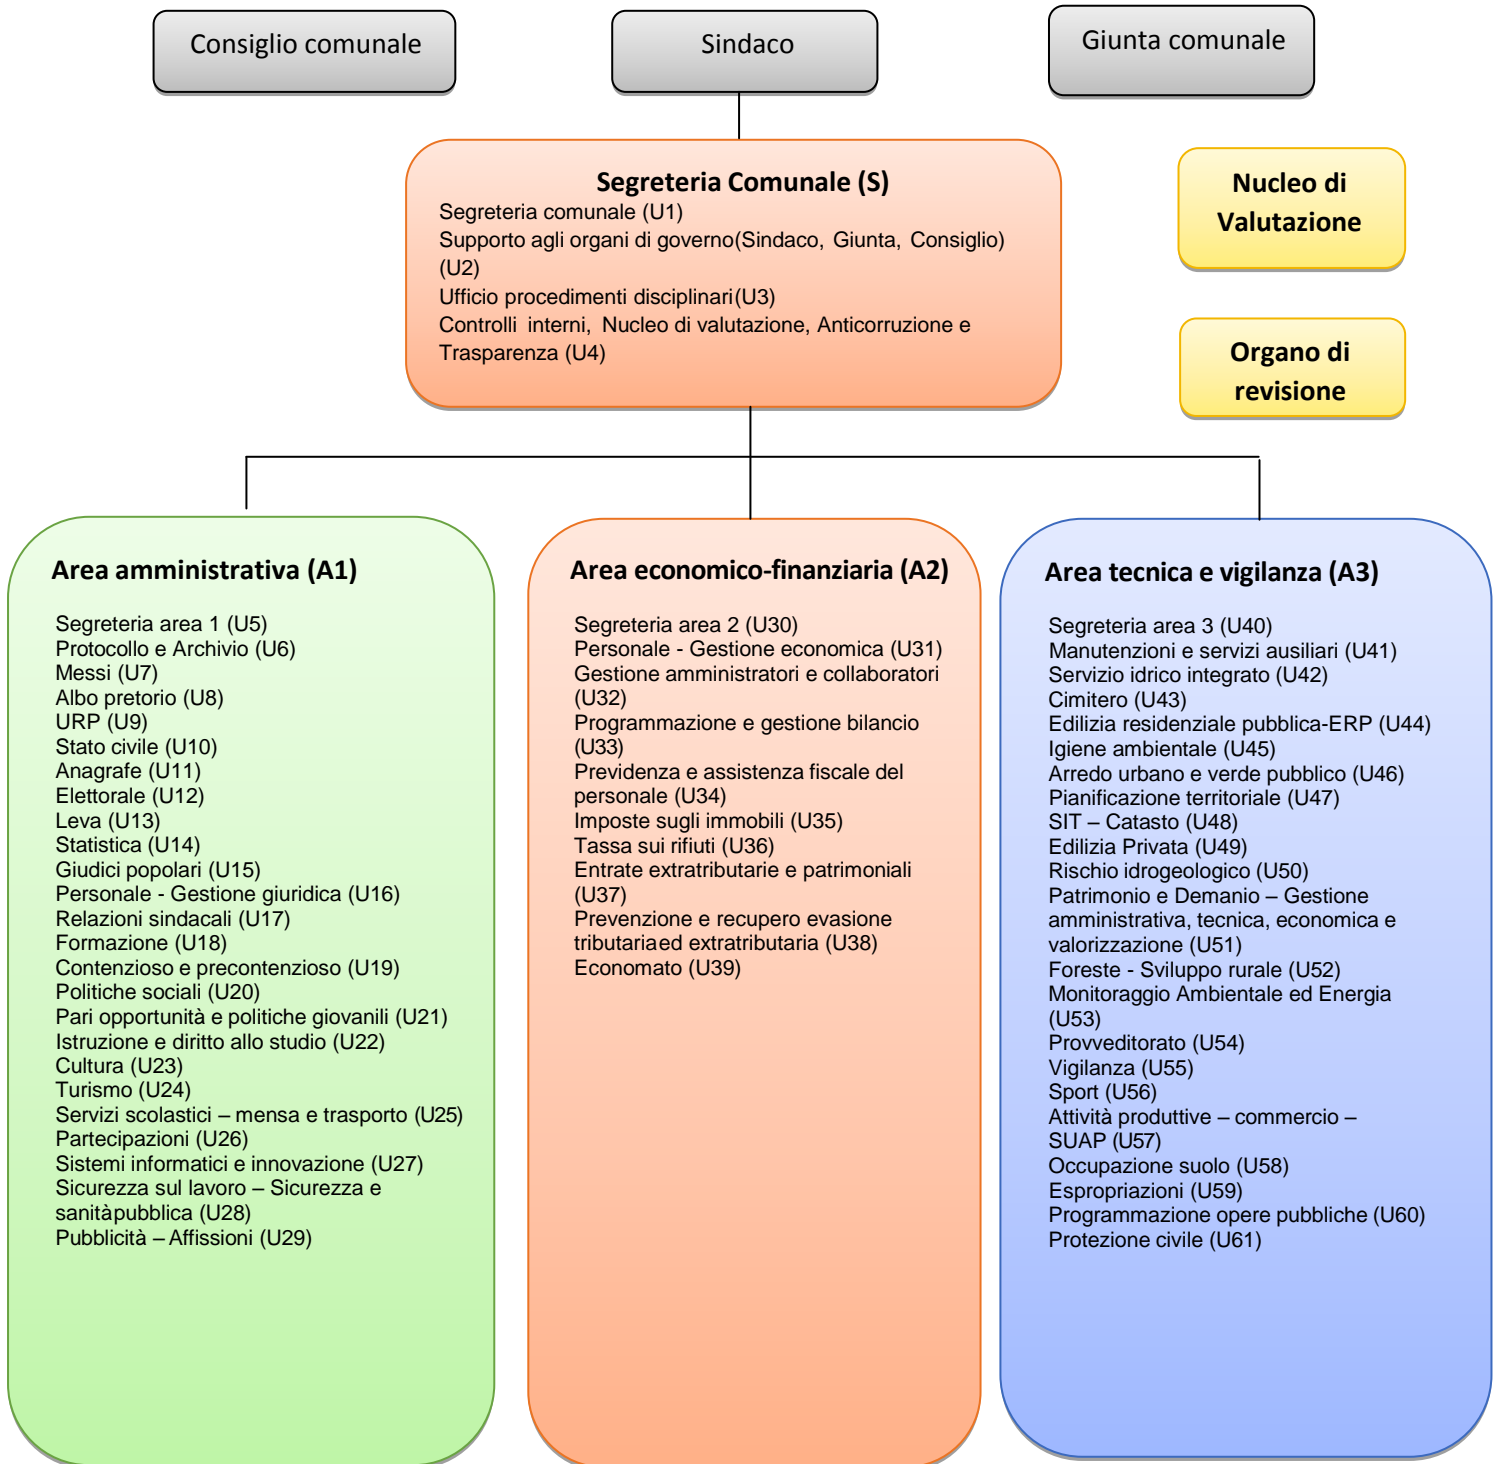 Consiglio comunale
Sindaco
Giunta comunale
Segreteria Comunale (S)
Segreteria comunale (U1)
Supporto agli organi di governo(Sindaco, Giunta, Consiglio)
(U2)
Ufficio procedimenti disciplinari(U3)
Controlli interni, Nucleo di valutazione, Anticorruzione e
Trasparenza (U4)
Nucleo di
Valutazione
Organo di
revisione
Area amministrativa (A1)
Segreteria area 1 (U5)
Protocollo e Archivio (U6)
Messi (U7)
Albo pretorio (U8)
URP (U9)
Stato civile (U10)
Anagrafe (U11)
Elettorale (U12)
Leva (U13)
Statistica (U14)
Giudici popolari (U15)
Personale - Gestione giuridica (U16)
Relazioni sindacali (U17)
Formazione (U18)
Contenzioso e precontenzioso (U19)
Politiche sociali (U20)
Pari opportunità e politiche giovanili (U21)
Istruzione e diritto allo studio (U22)
Cultura (U23)
Turismo (U24)
Servizi scolastici – mensa e trasporto (U25)
Partecipazioni (U26)
Sistemi informatici e innovazione (U27)
Sicurezza sul lavoro – Sicurezza e
sanitàpubblica (U28)
Pubblicità – Affissioni (U29)
Area economico-finanziaria (A2)
Segreteria area 2 (U30)
Personale - Gestione economica (U31)
Gestione amministratori e collaboratori
(U32)
Programmazione e gestione bilancio
(U33)
Previdenza e assistenza fiscale del
personale (U34)
Imposte sugli immobili (U35)
Tassa sui rifiuti (U36)
Entrate extratributarie e patrimoniali
(U37)
Prevenzione e recupero evasione
tributariaed extratributaria (U38)
Economato (U39)
Area tecnica e vigilanza (A3)
Segreteria area 3 (U40)
Manutenzioni e servizi ausiliari (U41)
Servizio idrico integrato (U42)
Cimitero (U43)
Edilizia residenziale pubblica-ERP (U44)
Igiene ambientale (U45)
Arredo urbano e verde pubblico (U46)
Pianificazione territoriale (U47)
SIT – Catasto (U48)
Edilizia Privata (U49)
Rischio idrogeologico (U50)
Patrimonio e Demanio – Gestione
amministrativa, tecnica, economica e
valorizzazione (U51)
Foreste - Sviluppo rurale (U52)
Monitoraggio Ambientale ed Energia
(U53)
Provveditorato (U54)
Vigilanza (U55)
Sport (U56)
Attività produttive – commercio –
SUAP (U57)
Occupazione suolo (U58)
Espropriazioni (U59)
Programmazione opere pubbliche (U60)
Protezione civile (U61)